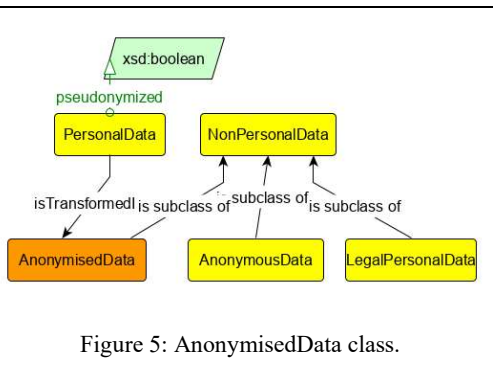 xsd:boolean
pseudonymized
PersonalData
NonPersonalData
isTransformedI
is subclass of
subclass of
is subclass of
AnonymisedData
AnonymousData
LegalPersonalData
Figure 5: AnonymisedData class.